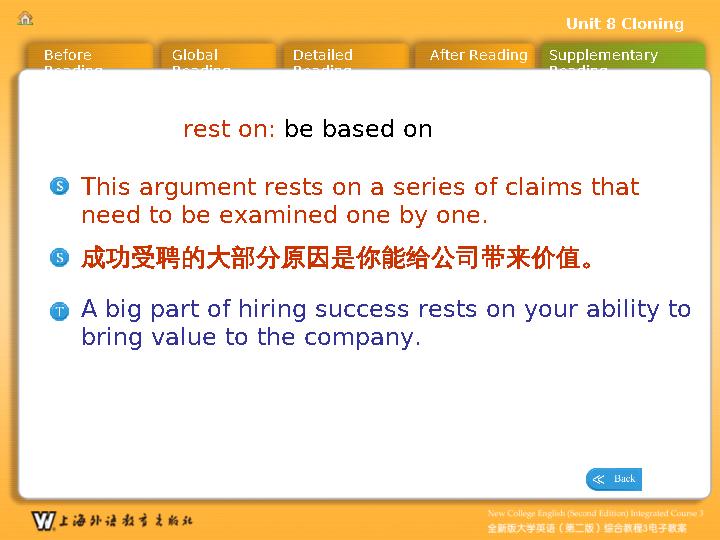 Unit 8 Cloning
Before
Reading
Global
Reading
Detailed
Reading
After Reading
Supplementary
Reading
rest on: be based on
S
This argument rests on a series of claims that
need to be examined one by one.
S
成功受聘的大部分原因是你能给公司带来价值。
T
A big part of hiring success rests on your ability to
bring value to the company.
≪ Back
W 上海外语教育出版社
New College English (Second Edition) Integrated Course 3
全新版大学英语（第二版）综合教程3电子教案